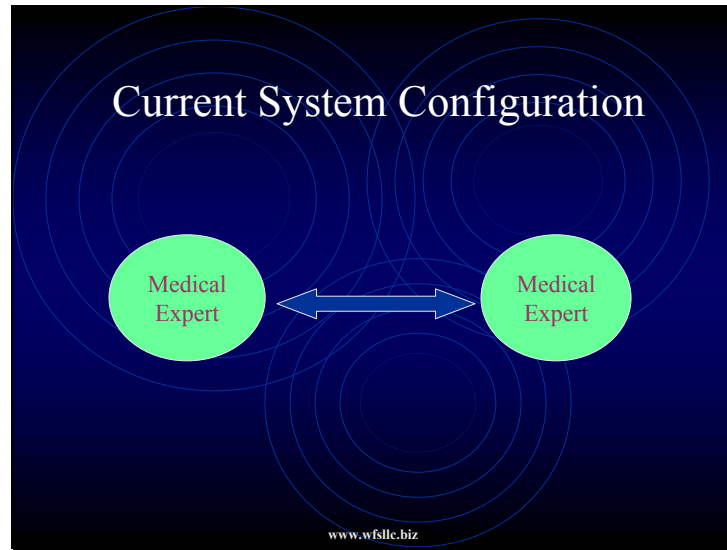 Current System Configuration
Medical
Expert
Medical
Expert
www.wfsllc.biz